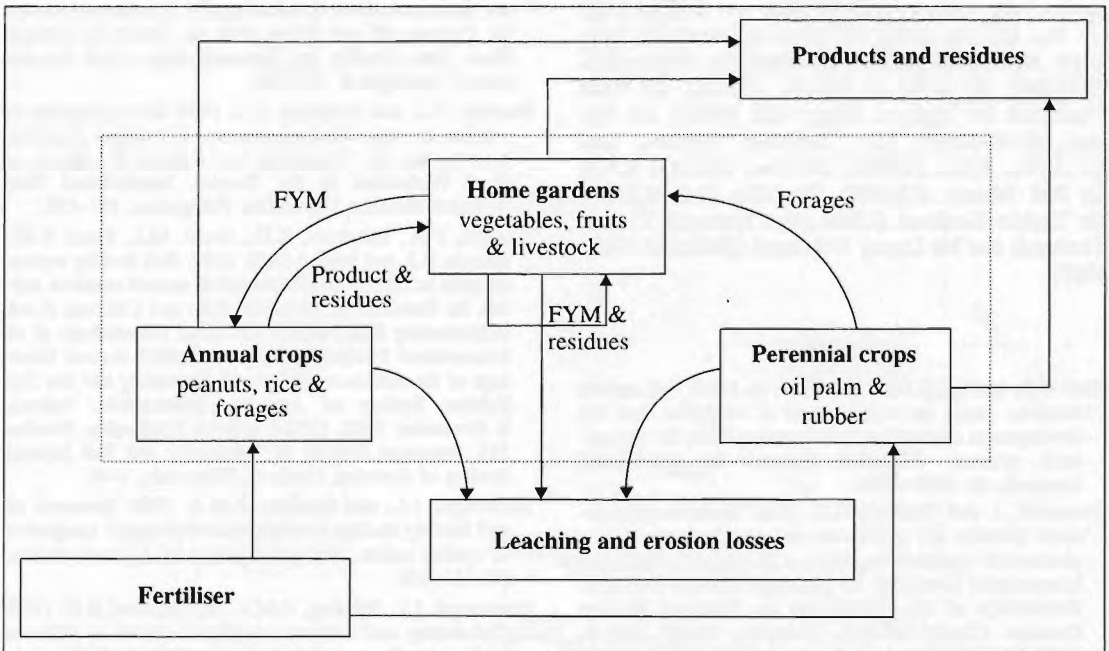 Products and residues
Home gardens
vegetables, fruits
& livestock
FYM
Forages
Product &
residues
FYM &
residues
Annual crops
peanuts, rice &
forages
Perennial crops
oil palm &
rubber
Leaching and erosion losses
Fertiliser